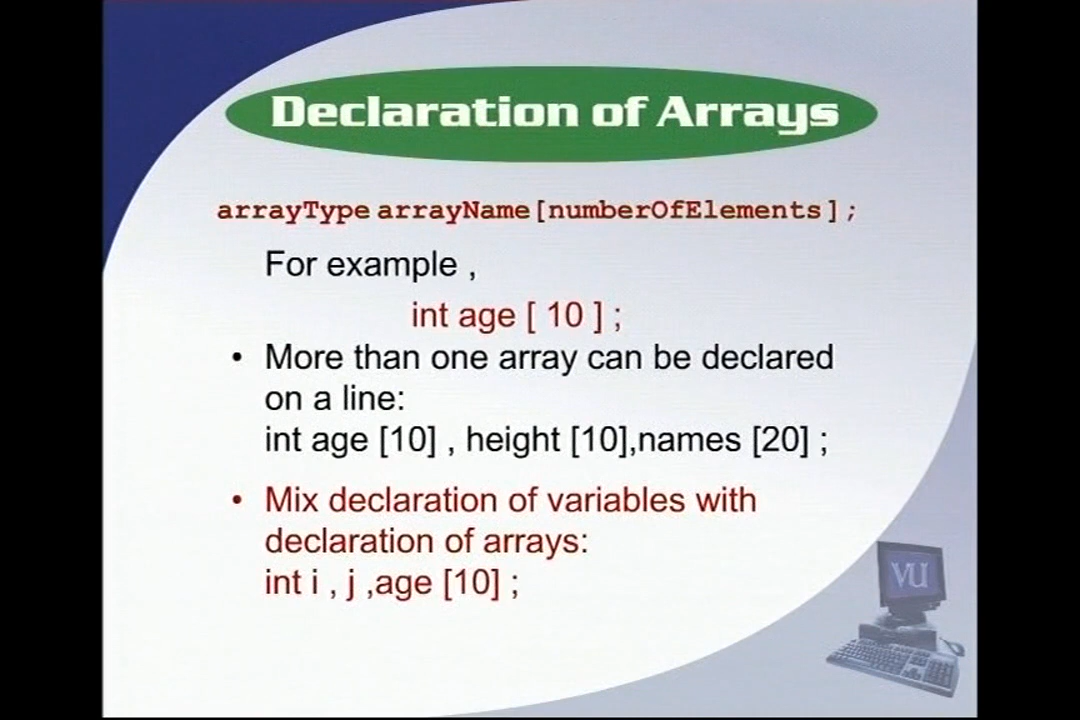 Declaration of Arrays
arrayType arrayName[numberOfElements];
For example ,
int age [ 10 ] ;
• More than one array can be declared
on a line:
int age [10] , height [10],names [20] ;
• Mix declaration of variables with
declaration of arrays:
int i , j ,age [10] ;
VU